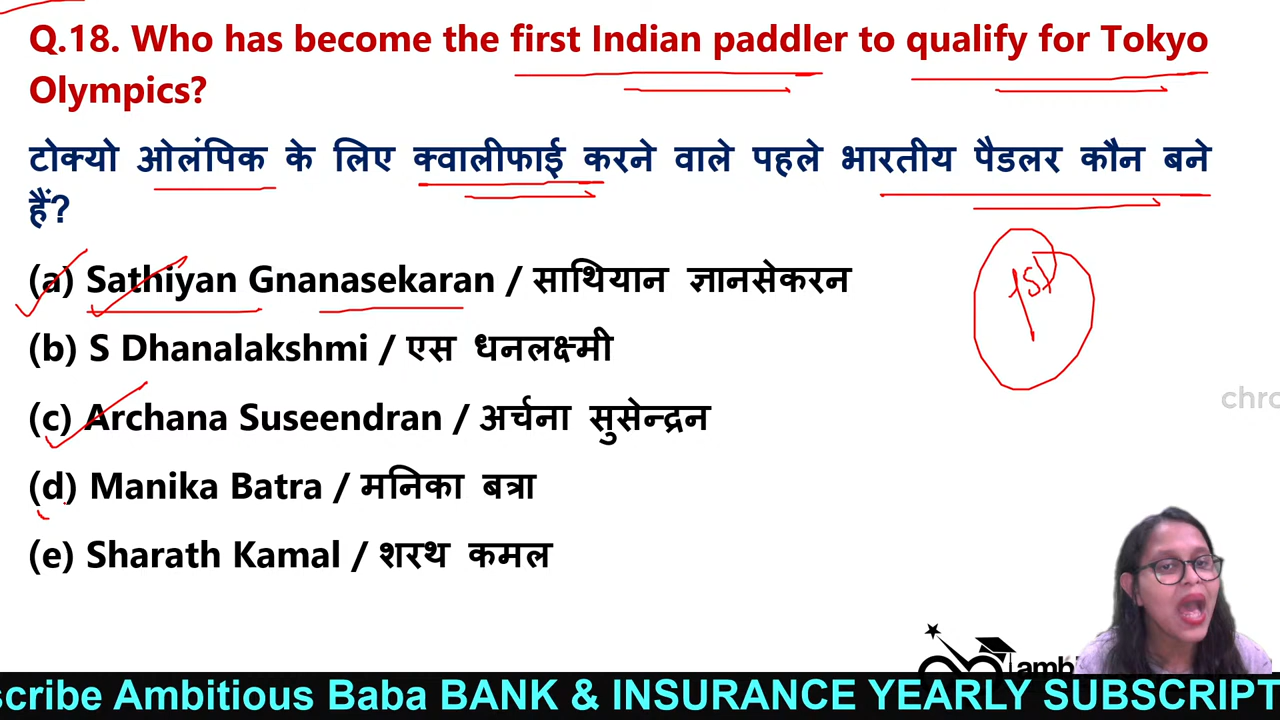 Q.18. Who has become the first Indian paddler to qualify for Tokyo
Olympics?
टोक्यो ओलंपिक के लिए क्वालीफाई करने वाले पहले भारतीय पैडलर कौन बने
हैं?
(a) Sathiyan Gnanasekaran / साथियान ज्ञानसेकरन
1st
(b) S Dhanalakshmi / एस धनलक्ष्मी
(c) Archana Suseendran / अर्चना सुसेन्द्रन
(d) Manika Batra / मनिका बत्रा
(e) Sharath Kamal / शरथ कमल
scribe Ambitious Baba BANK & INSURANCE YEARLY SUBSCRIPT